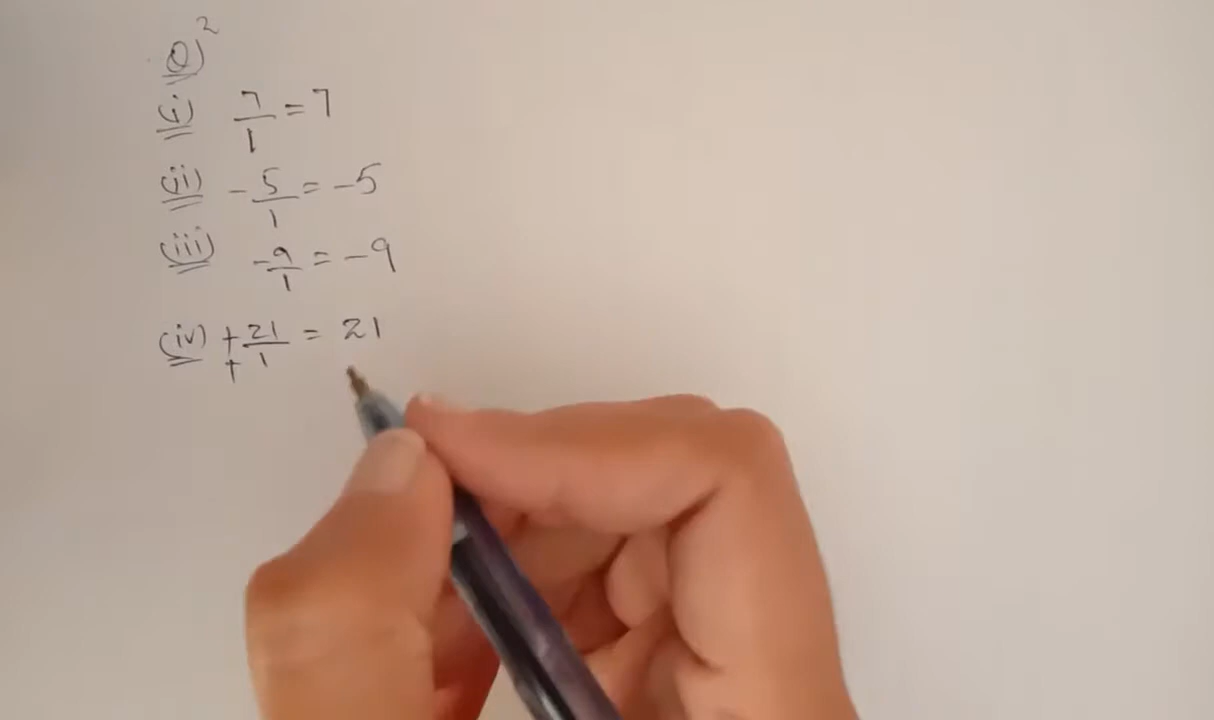 Q)²
(i) 7/1 = 7
(ii) -5/1 = -5
(iii) -9/1 = -9
(iv) +21/+1 = 21